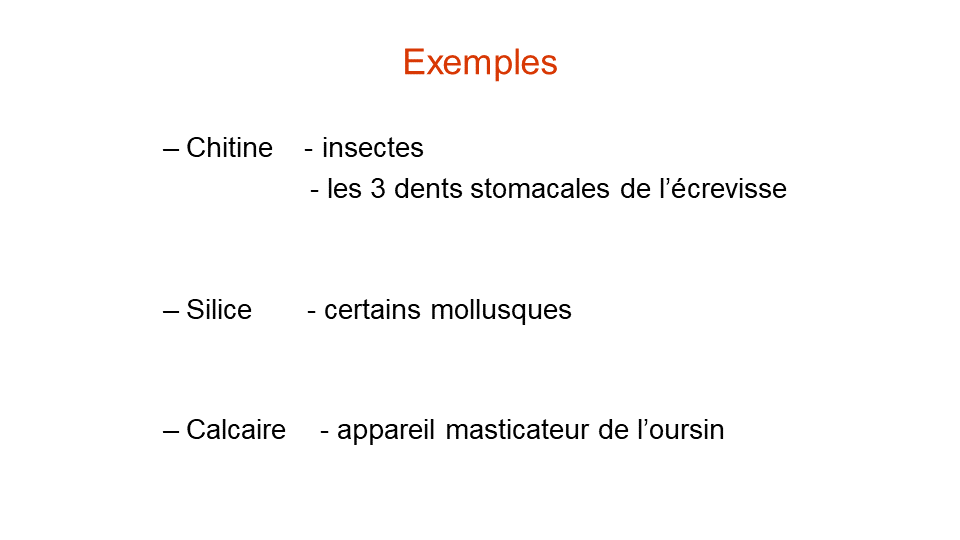 Exemples
– Chitine - insectes
- les 3 dents stomacales de l’écrevisse
– Silice - certains mollusques
– Calcaire - appareil masticateur de l’oursin